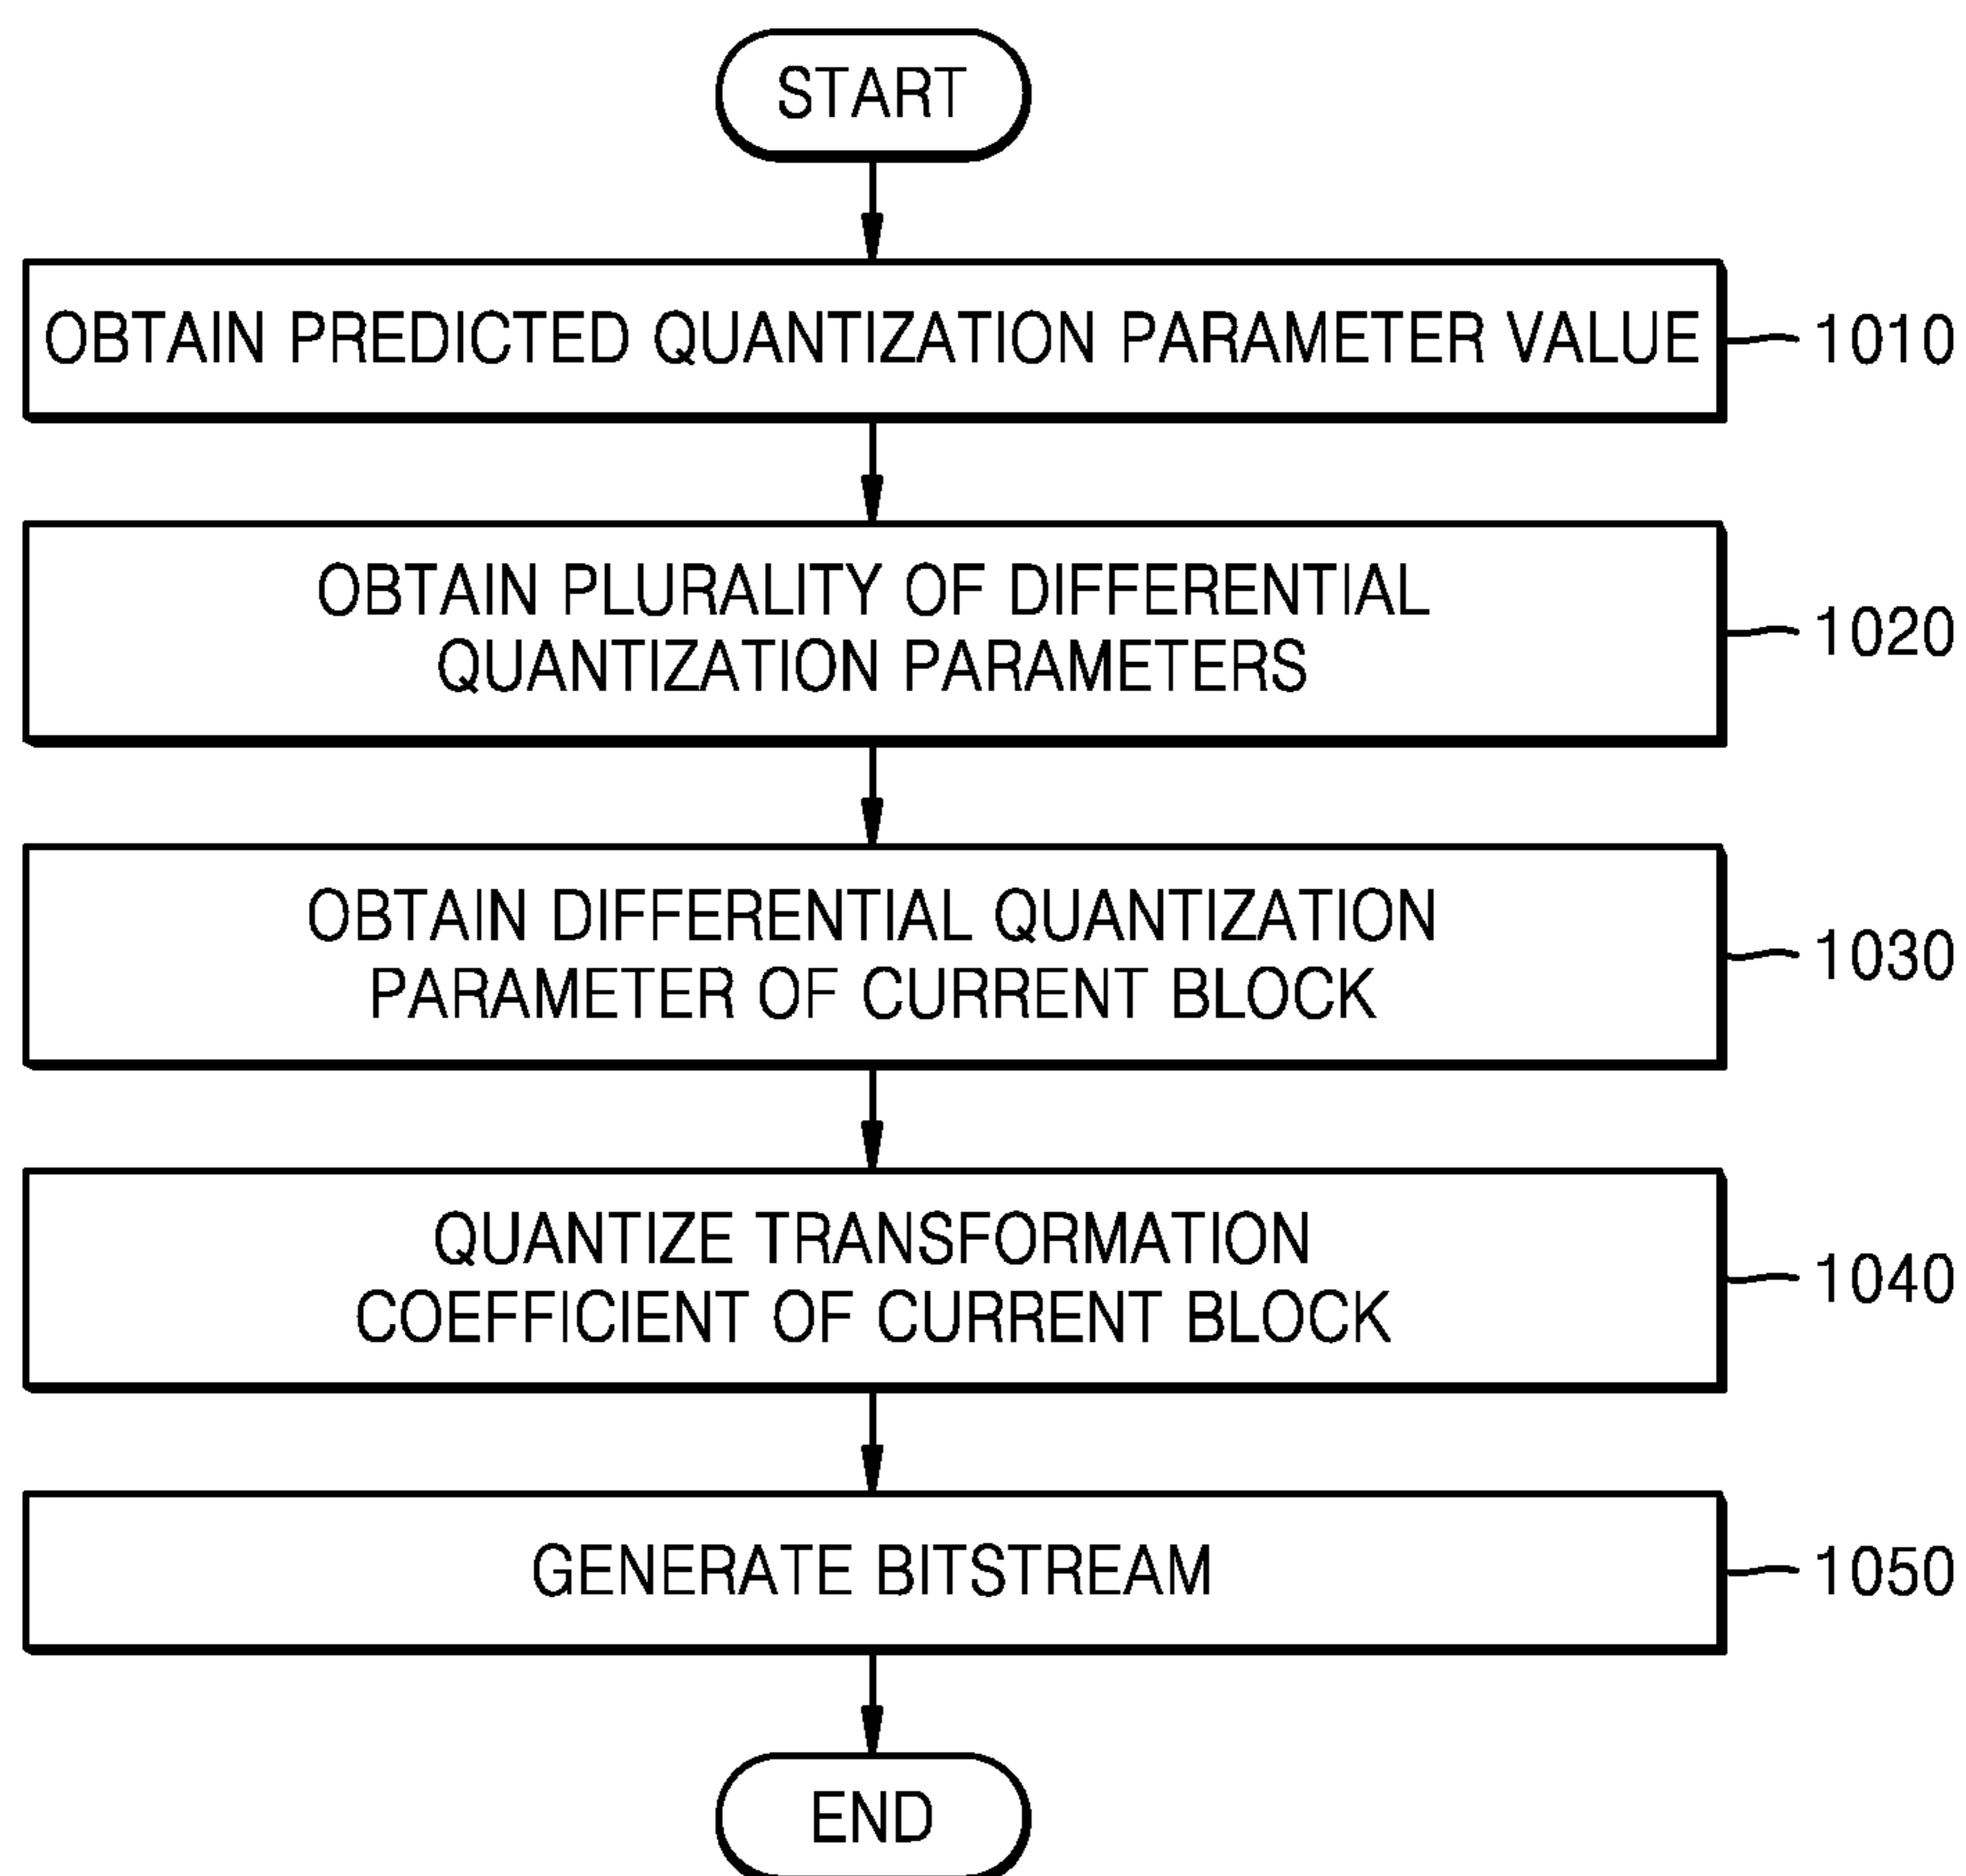 START
OBTAIN PREDICTED QUANTIZATION PARAMETER VALUE
1010
OBTAIN PLURALITY OF DIFFERENTIAL
QUANTIZATION PARAMETERS
1020
OBTAIN DIFFERENTIAL QUANTIZATION
PARAMETER OF CURRENT BLOCK
1030
QUANTIZE TRANSFORMATION
COEFFICIENT OF CURRENT BLOCK
1040
GENERATE BITSTREAM
1050
END